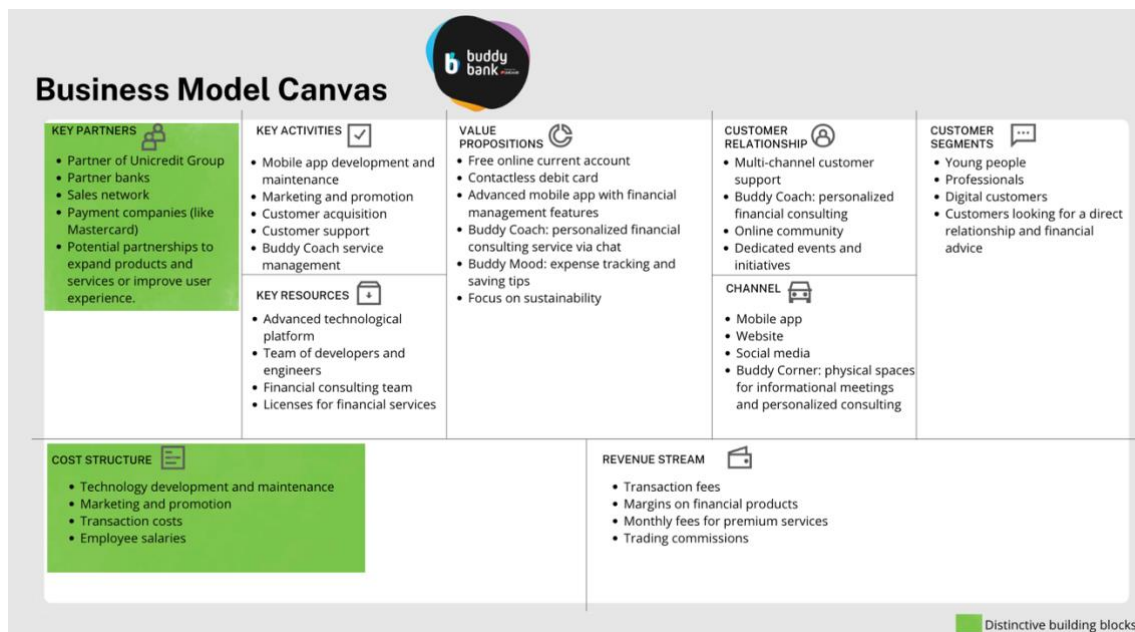 buddy
bank
Business Model Canvas
KEY PARTNERS
• Partner of Unicredit Group
• Partner banks
• Sales network
• Payment companies (like
Mastercard)
• Potential partnerships to
expand products and
services or improve user
experience.
KEY ACTIVITIES
• Mobile app development and
maintenance
• Marketing and promotion
• Customer acquisition
• Customer support
• Buddy Coach service
management
KEY RESOURCES
• Advanced technological
platform
• Team of developers and
engineers
• Financial consulting team
• Licenses for financial services
VALUE
PROPOSITIONS
• Free online current account
• Contactless debit card
• Advanced mobile app with financial
management features
• Buddy Coach: personalized financial
consulting service via chat
• Buddy Mood: expense tracking and
saving tips
• Focus on sustainability
CUSTOMER
RELATIONSHIP
• Multi-channel customer
support
• Buddy Coach: personalized
financial consulting
• Online community
• Dedicated events and
initiatives
CHANNEL
• Mobile app
• Website
• Social media
• Buddy Corner: physical spaces
for informational meetings
and personalized consulting
CUSTOMER
SEGMENTS
• Young people
• Professionals
• Digital customers
• Customers looking for a direct
relationship and financial
advice
COST STRUCTURE
• Technology development and maintenance
• Marketing and promotion
• Transaction costs
• Employee salaries
REVENUE STREAM
• Transaction fees
• Margins on financial products
• Monthly fees for premium services
• Trading commissions
Distinctive building blocks